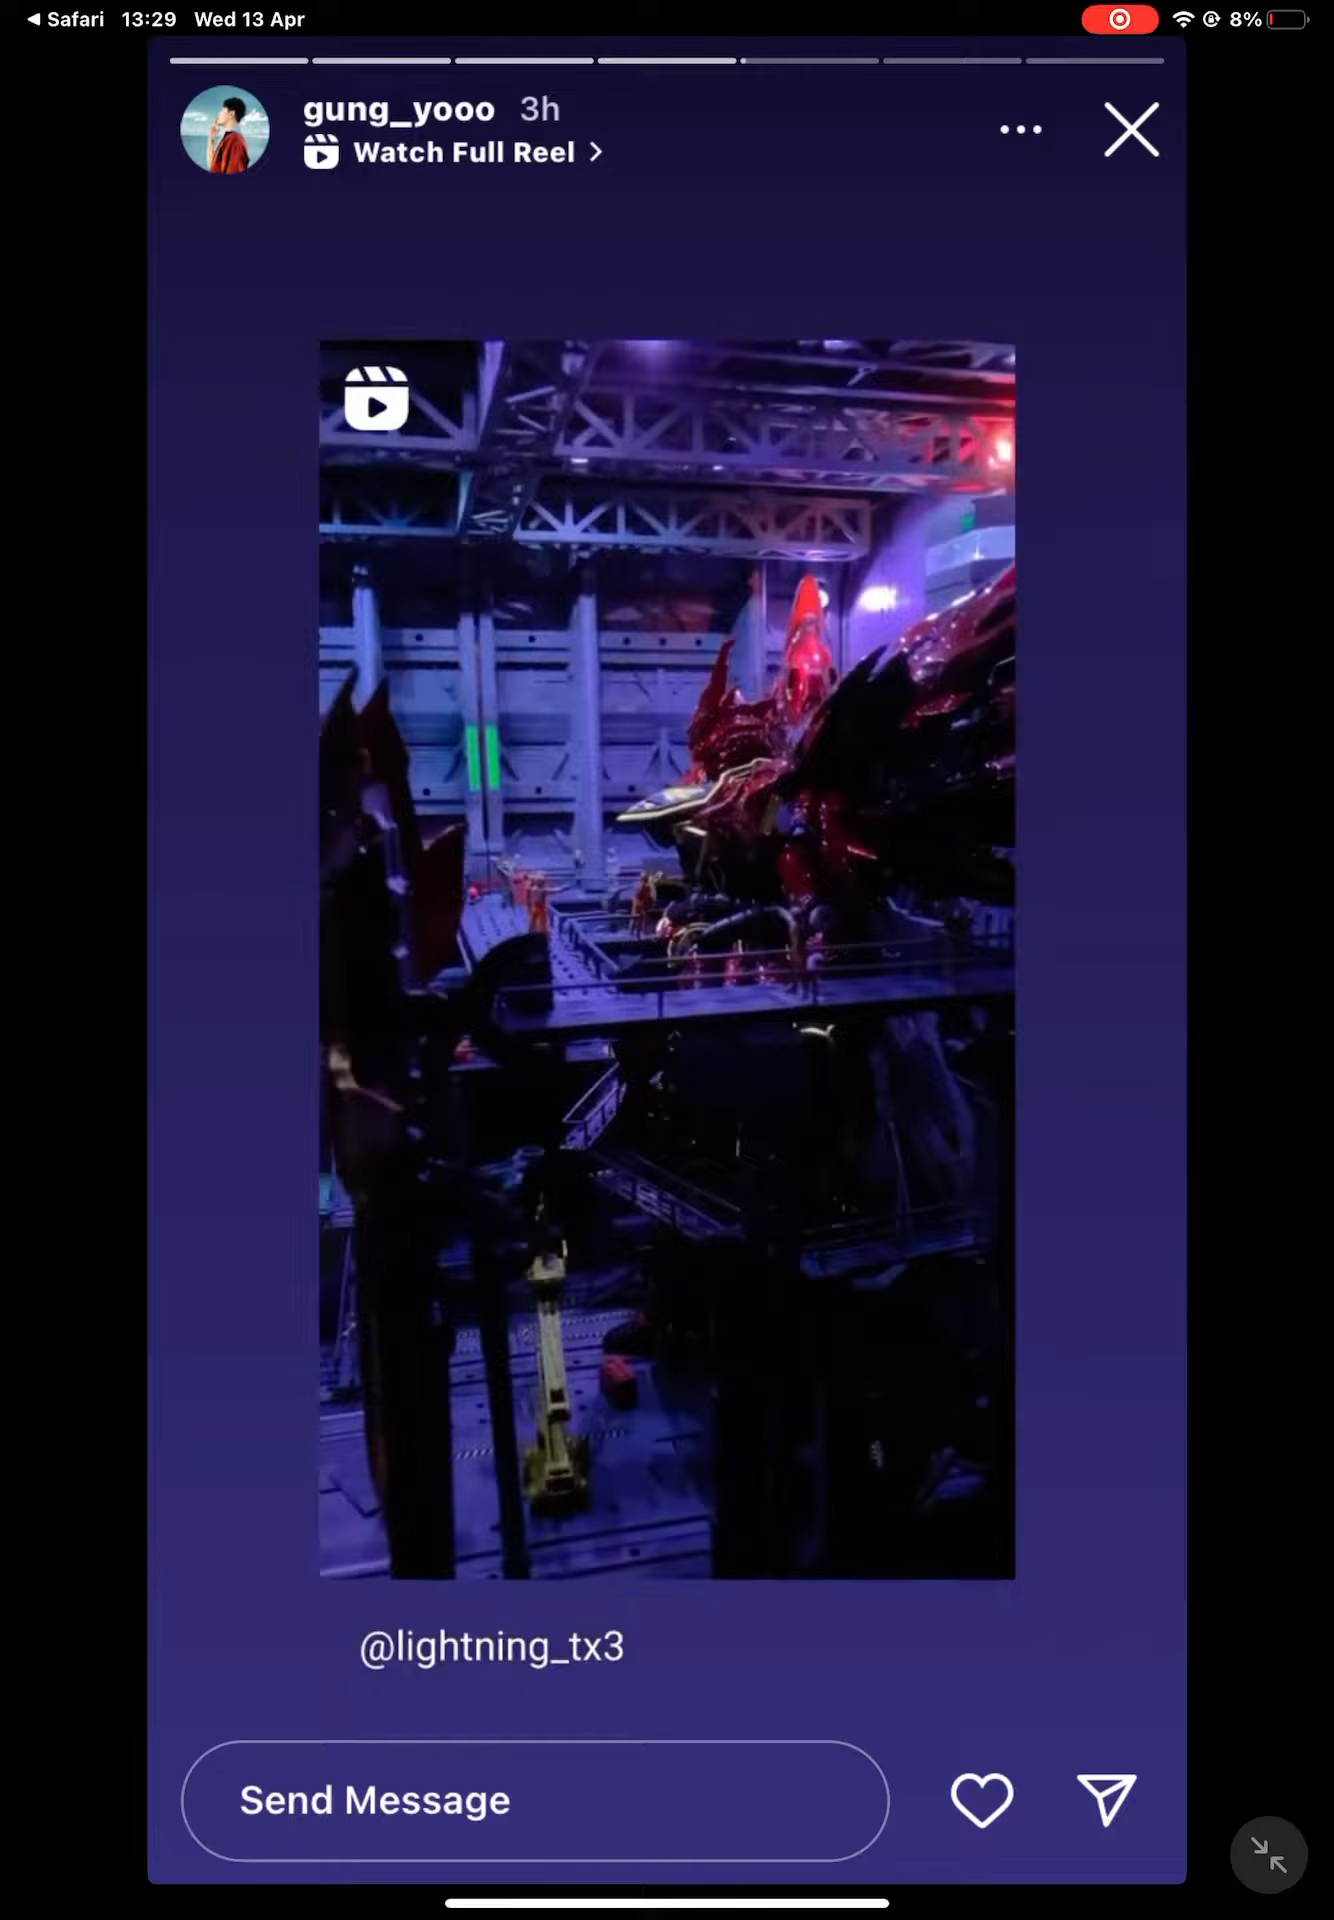 Safari 13:29 Wed 13 Apr 8%
gung_yooo 3h
Watch Full Reel
@lightning_tx3
Send Message